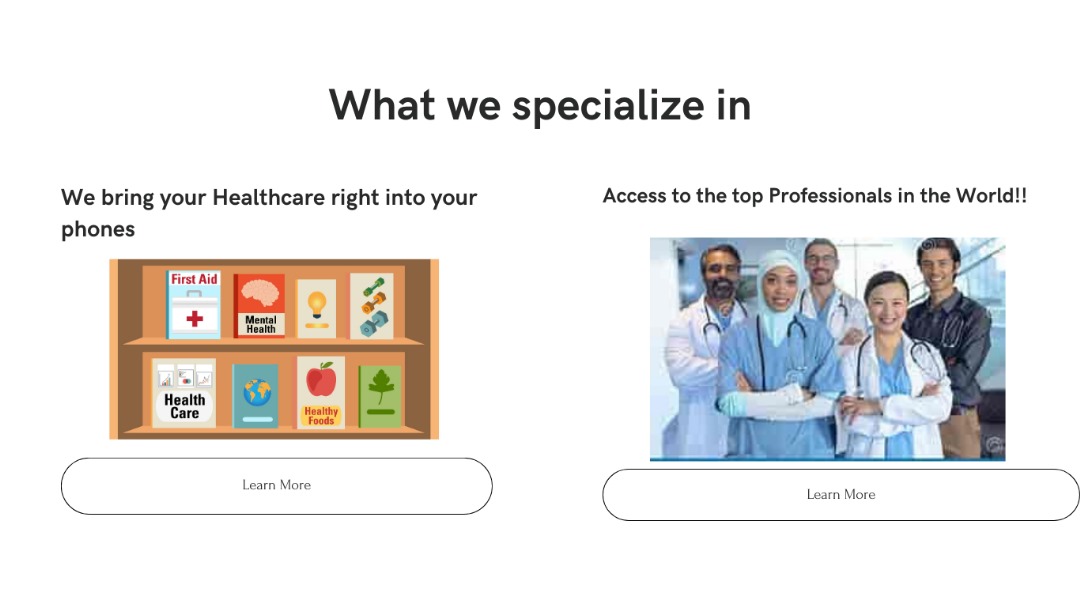 What we specialize in
We bring your Healthcare right into your
phones
Access to the top Professionals in the World!!
First Aid
Mental
Health
Health
Care
Healthy
Foods
Learn More
Learn More